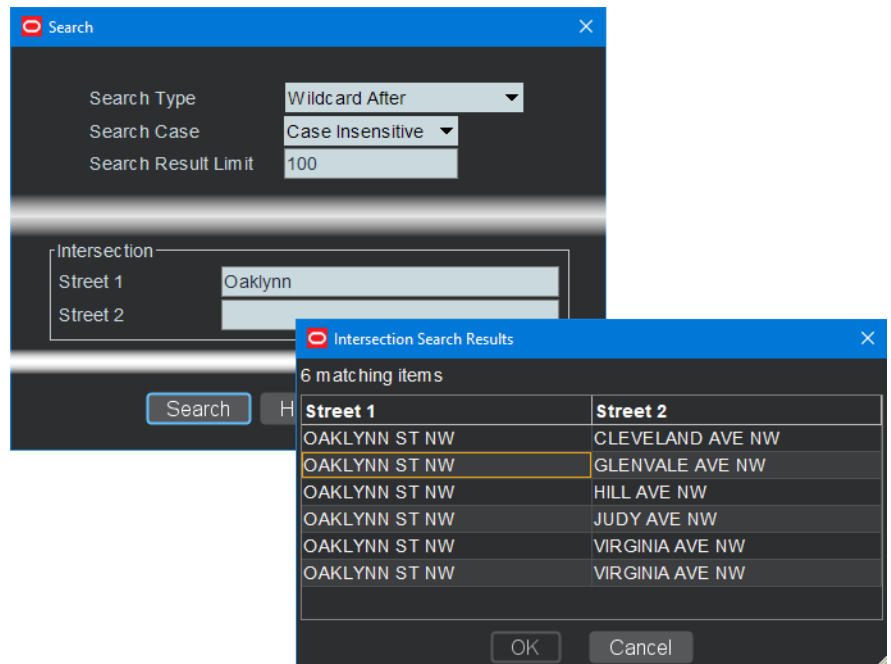 Search
Search Type Wildcard After
Search Case Case Insensitive
Search Result Limit 100
Intersection
Street 1 Oaklynn
Street 2
Search H
Intersection Search Results
6 matching items
Street 1 Street 2
OAKLYNN ST NW CLEVELAND AVE NW
OAKLYNN ST NW GLENVALE AVE NW
OAKLYNN ST NW HILL AVE NW
OAKLYNN ST NW JUDY AVE NW
OAKLYNN ST NW VIRGINIA AVE NW
OAKLYNN ST NW VIRGINIA AVE NW
OK Cancel